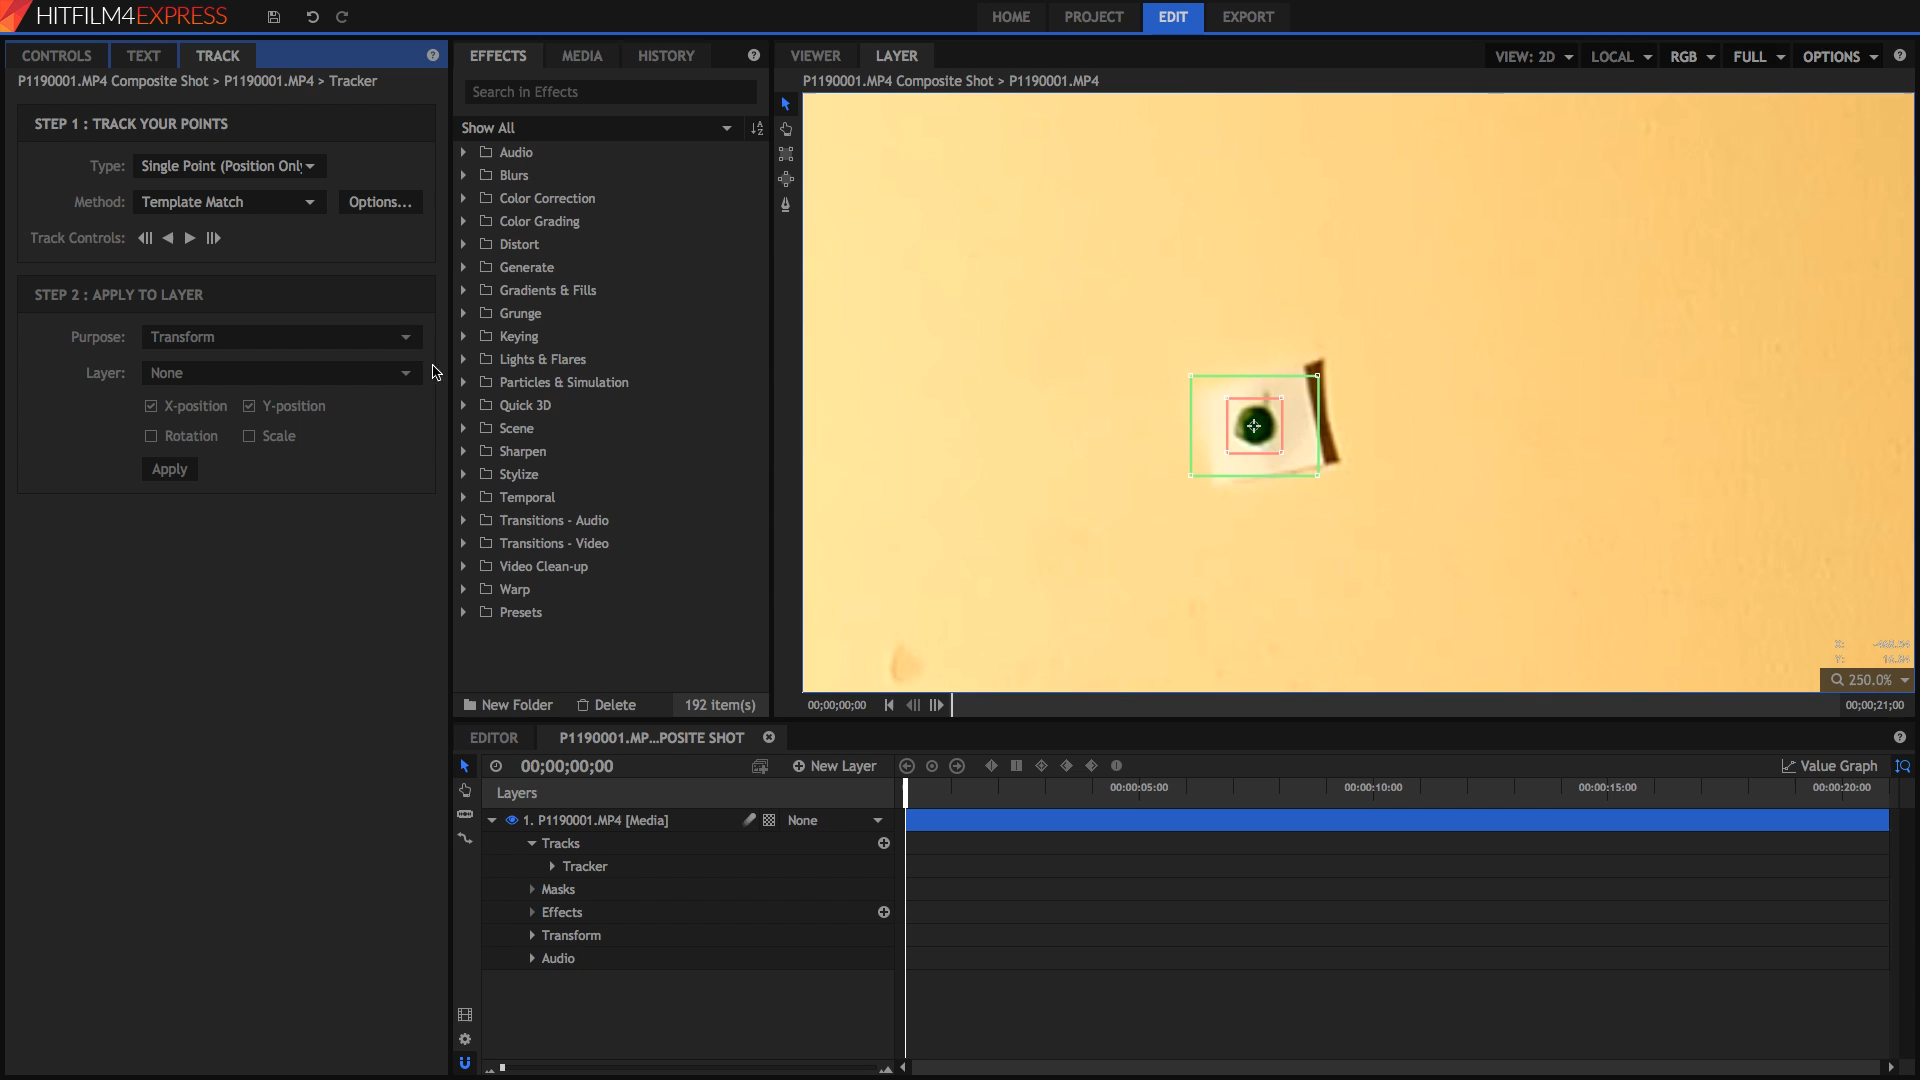 HITFILM4EXPRESS
HOME
PROJECT
EDIT
EXPORT
CONTROLS
TEXT
TRACK
P1190001.MP4 Composite Shot > P1190001.MP4 > Tracker
STEP 1 : TRACK YOUR POINTS
Type:
Single Point (Position Onl
Method:
Template Match
Options...
Track Controls:
STEP 2 : APPLY TO LAYER
Purpose:
Transform
Layer:
None
X-position
Y-position
Rotation
Scale
Apply
EFFECTS
MEDIA
HISTORY
Search in Effects
Show All
Audio
Blurs
Color Correction
Color Grading
Distort
Generate
Gradients & Fills
Grunge
Keying
Lights & Flares
Particles & Simulation
Quick 3D
Scene
Sharpen
Stylize
Temporal
Transitions - Audio
Transitions - Video
Video Clean-up
Warp
Presets
New Folder
Delete
192 item(s)
VIEWER
LAYER
VIEW: 2D
LOCAL
RGB
FULL
OPTIONS
P1190001.MP4 Composite Shot > P1190001.MP4
X:
Y:
250.0%
00;00;00;00
00;00;21;00
EDITOR
P1190001.MP...POSITE SHOT
00;00;00;00
New Layer
Value Graph
Layers
00:00:05:00
00:00:10:00
00:00:15:00
00:00:20:00
1. P1190001.MP4 [Media]
None
Tracks
Tracker
Masks
Effects
Transform
Audio